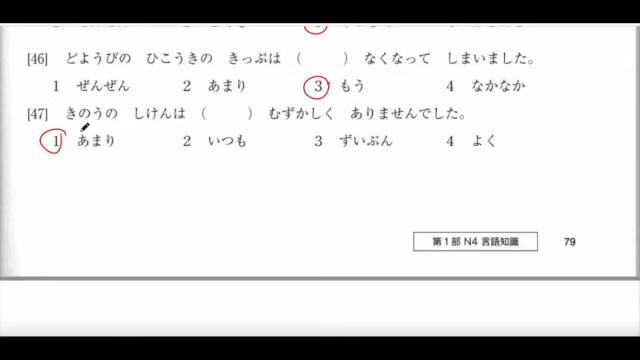 [46] どようびの ひこうきの きっぷは ( ) なくなって しまいました。
1 ぜんぜん 2 あまり 3 もう 4 なかなか
[47] きのうの しけんは ( ) むずかしく ありませんでした。
1 あまり 2 いつも 3 ずいぶん 4 よく
第1部 N4 言語知識 79